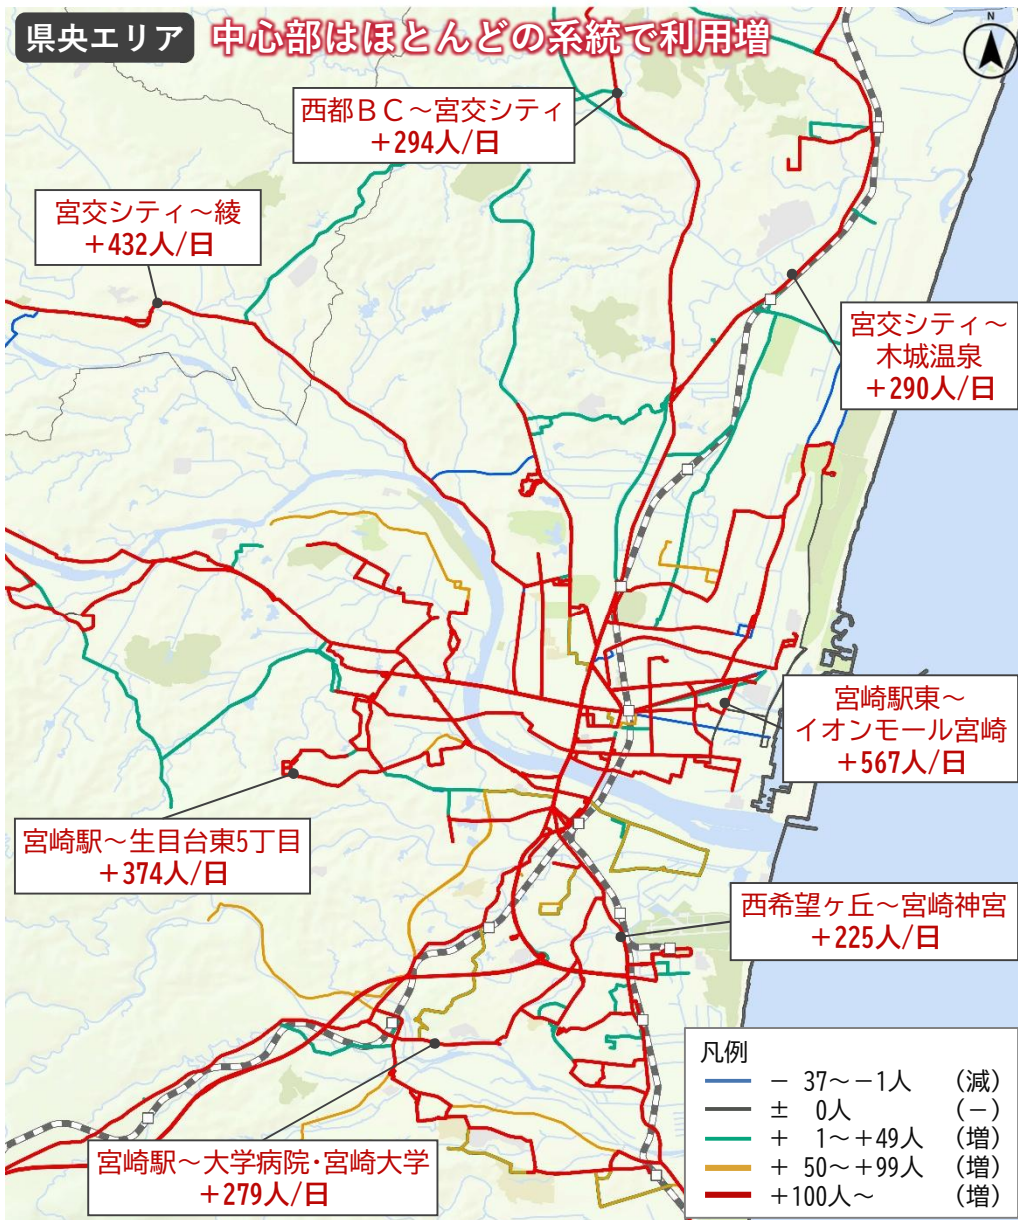 県央エリア 中心部はほとんどの系統で利用増
N
西都BC～宮交シティ
+294人/日
宮交シティ～綾
+432人/日
宮交シティ～
木城温泉
+290人/日
宮崎駅東～
イオンモール宮崎
+567人/日
宮崎駅～生目台東5丁目
+374人/日
西希望ヶ丘～宮崎神宮
+225人/日
宮崎駅～大学病院・宮崎大学
+279人/日
凡例
－ 37～－1人 （減）
± 0人 （－）
＋ 1～＋49人 （増）
＋ 50～＋99人 （増）
＋100人～ （増）